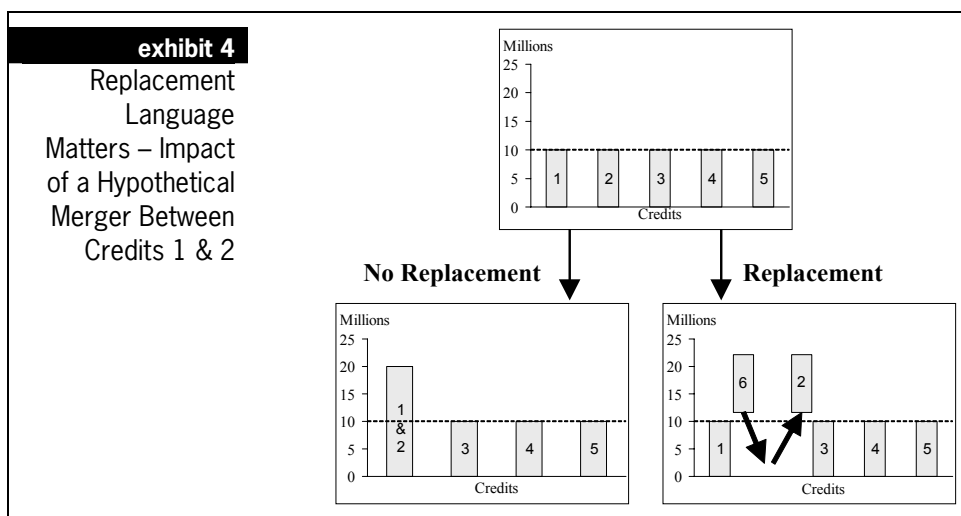 exhibit 4
Replacement
Language
Matters – Impact
of a Hypothetical
Merger Between
Credits 1 & 2
Millions
25
20
15
10
5
0
1 2 3 4 5
Credits
No Replacement
Replacement
Millions
25
20
15
10
5
0
1
&
2
3 4 5
Credits
Millions
25
20
15
10
5
0
6 2
1 3 4 5
Credits